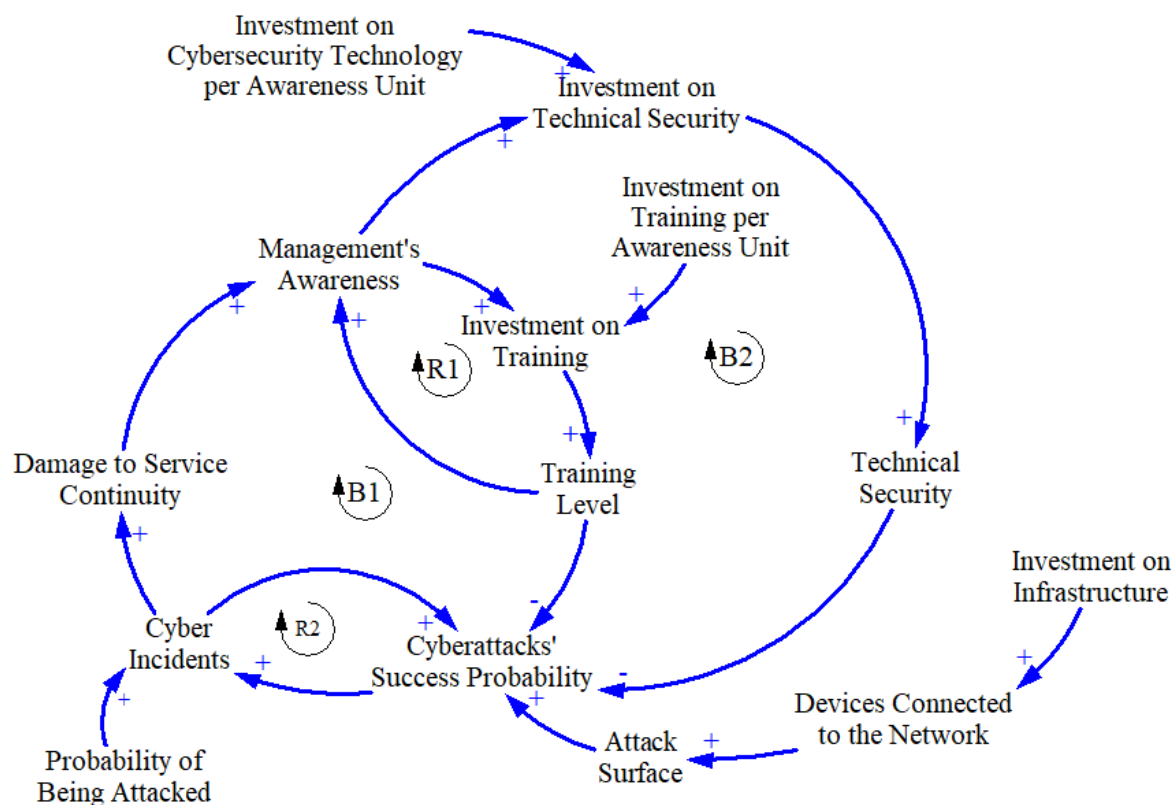 Investment on
Cybersecurity Technology
per Awareness Unit
+
Investment on
Technical Security
+
Investment on
Training per
Awareness Unit
Management's
Awareness
+
+
+
+
Investment on
Training
R1
B2
+
+
Damage to Service
Continuity
B1
Training
Level
Technical
Security
+
Investment on
Infrastructure
-
R2
+
Cyber
Incidents
+
Cyberattacks'
Success Probability
-
+
+
+
Devices Connected
to the Network
+
Attack
Surface
Probability of
Being Attacked